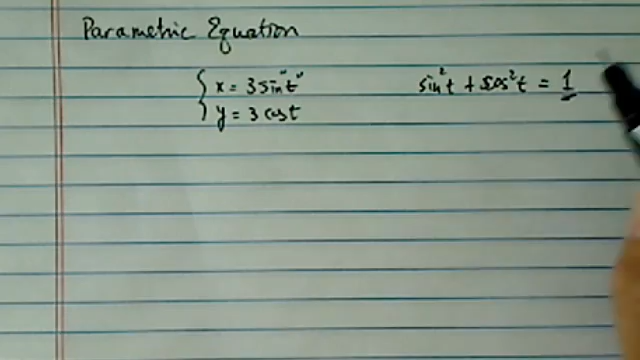 Parametric Equation
x = 3 sin "t"
y = 3 cos t
sin²t + cos²t = 1